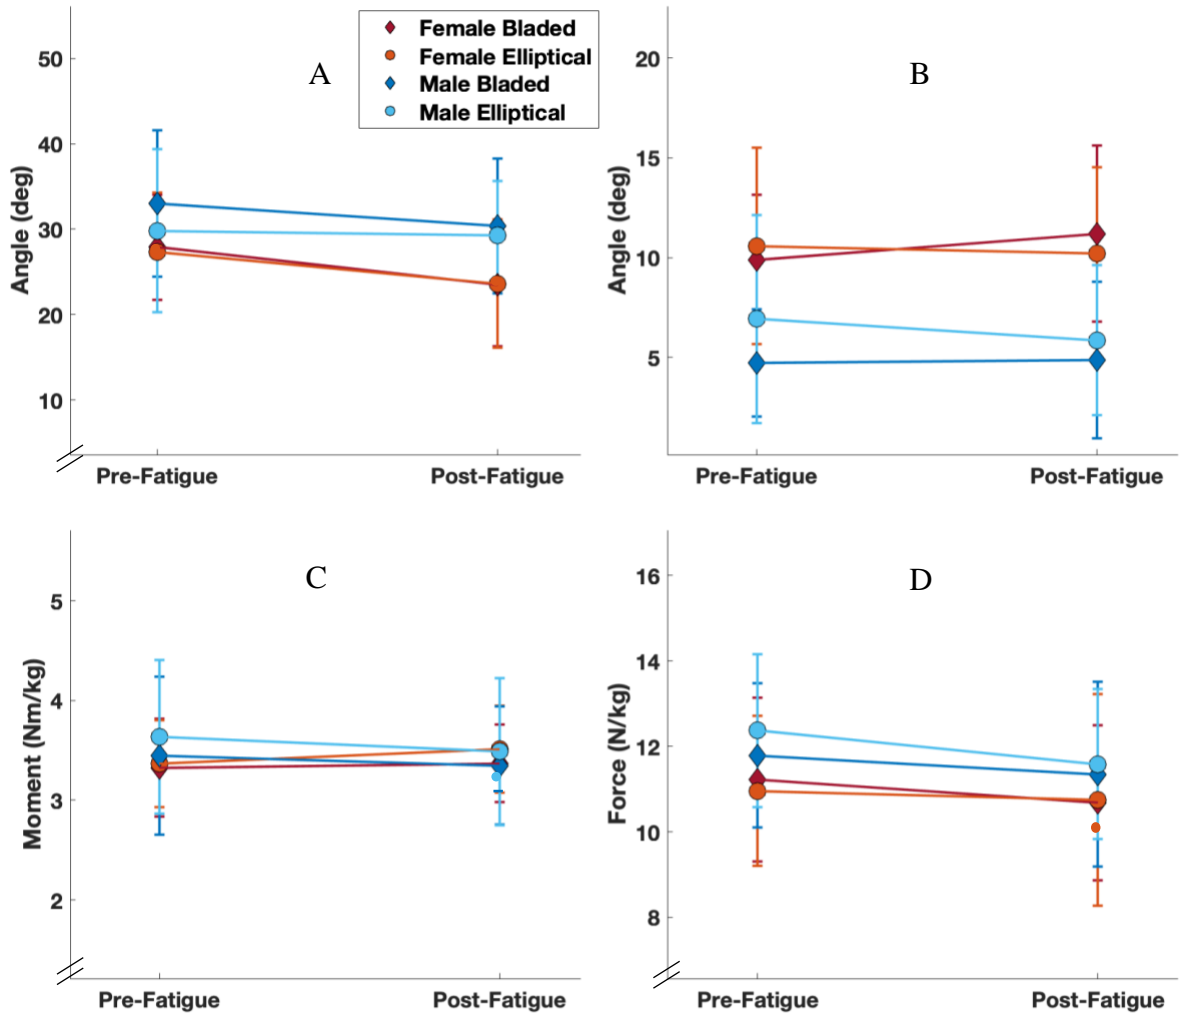 A
Female Bladed
Female Elliptical
Male Bladed
Male Elliptical
50
40
30
20
10
Angle (deg)
Pre-Fatigue
Post-Fatigue
B
20
15
10
5
Angle (deg)
Pre-Fatigue
Post-Fatigue
C
5
4
3
2
Moment (Nm/kg)
Pre-Fatigue
Post-Fatigue
D
16
14
12
10
8
Force (N/kg)
Pre-Fatigue
Post-Fatigue